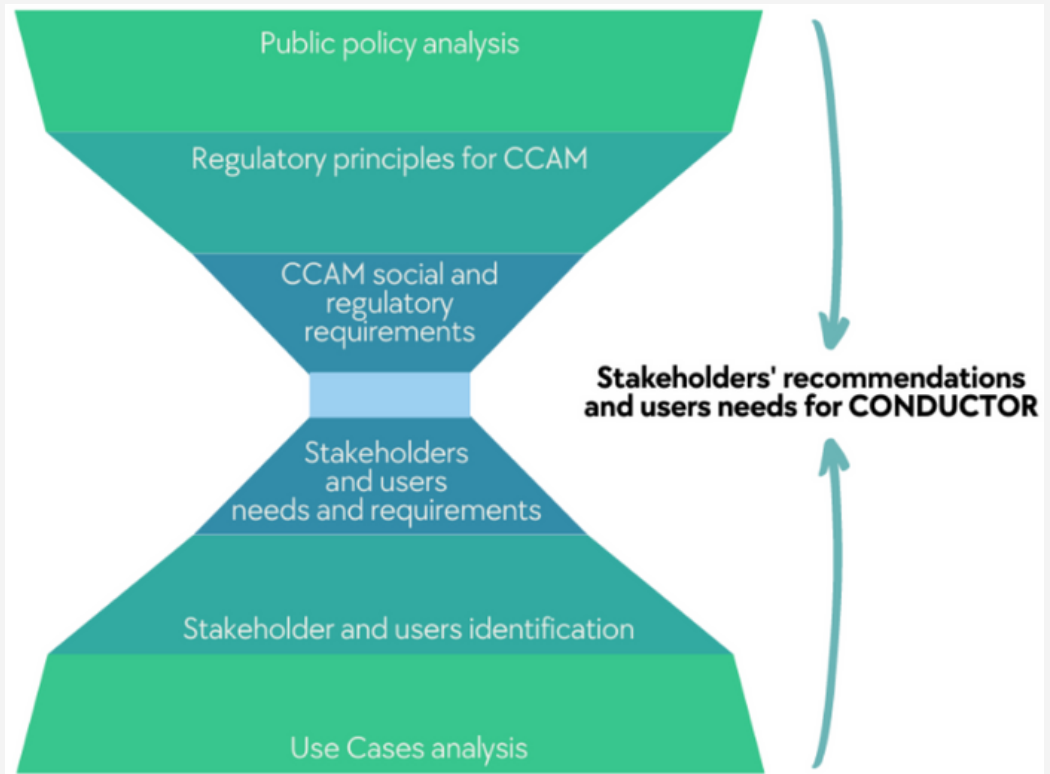 Public policy analysis
Regulatory principles for CCAM
CCAM social and
regulatory
requirements
Stakeholders' recommendations
and users needs for CONDUCTOR
Stakeholders
and users
needs and requirements
Stakeholder and users identification
Use Cases analysis